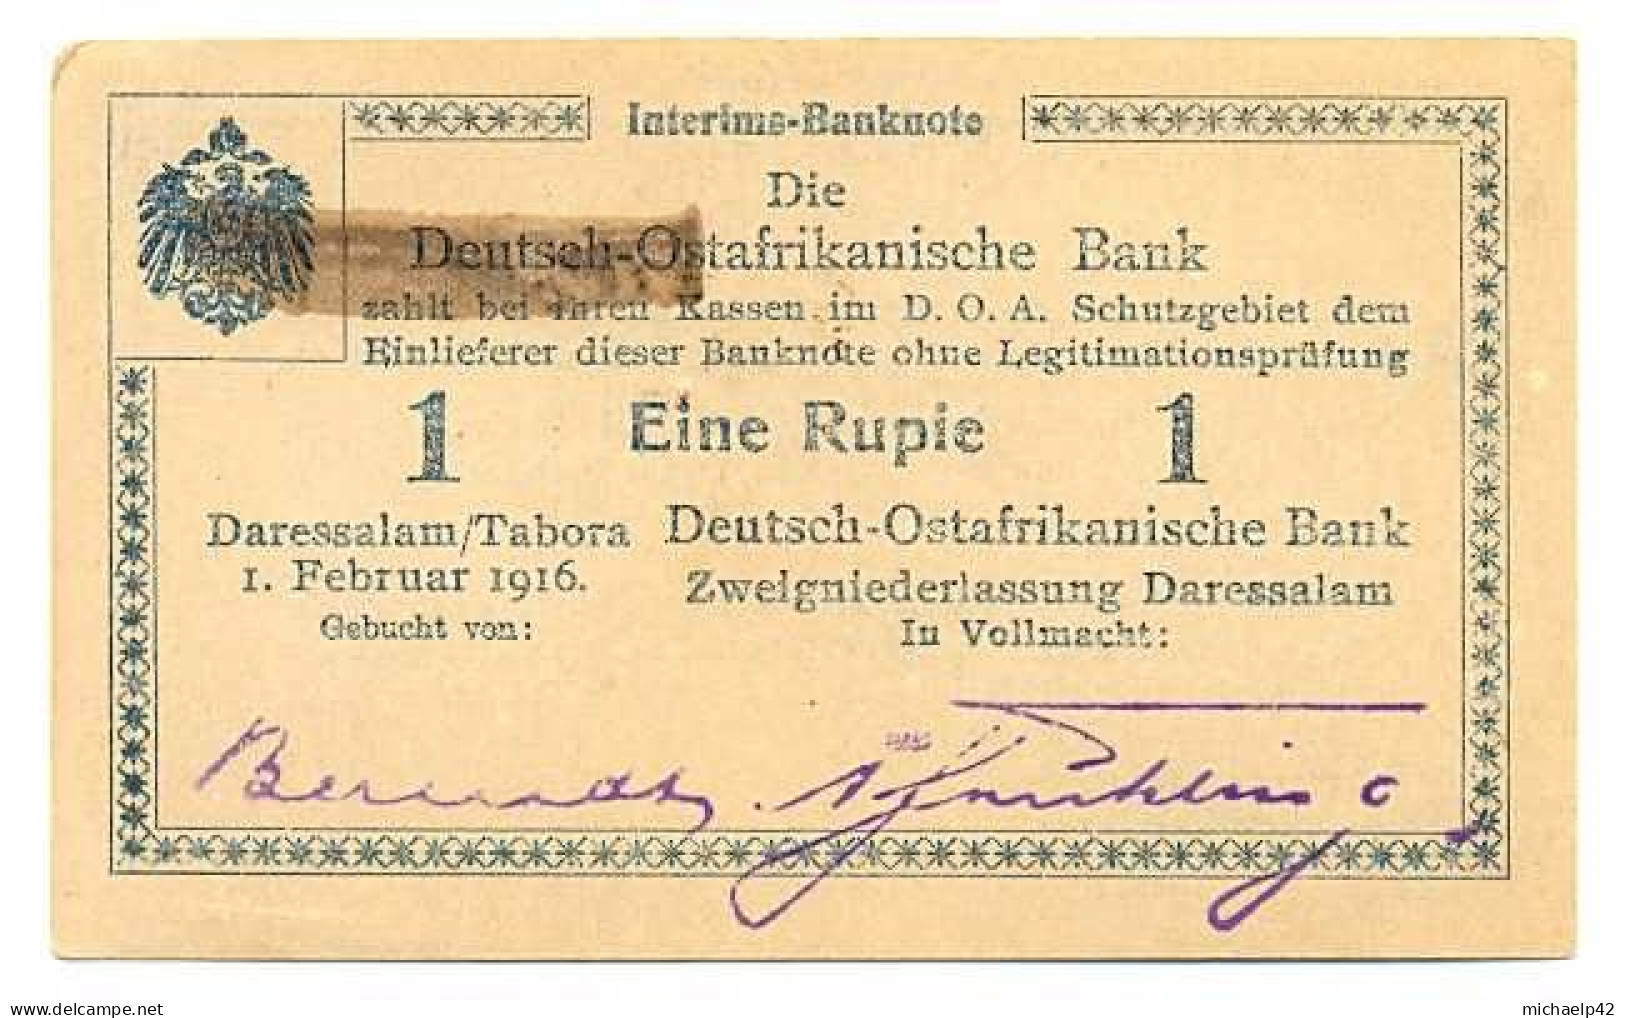 Interims-Banknote
Die
Deutsch-Ostafrikanische Bank
zahlt bei ihren Kassen im D. O. A. Schutzgebiet dem
Einlieferer dieser Banknote ohne Legitimationsprüfung
1 Eine Rupie 1
Daressalam/Tabora
1. Februar 1916.
Gebucht von:
Deutsch-Ostafrikanische Bank
Zweigniederlassung Daressalam
In Vollmacht:
https://www.delcampe.net
michaelp42